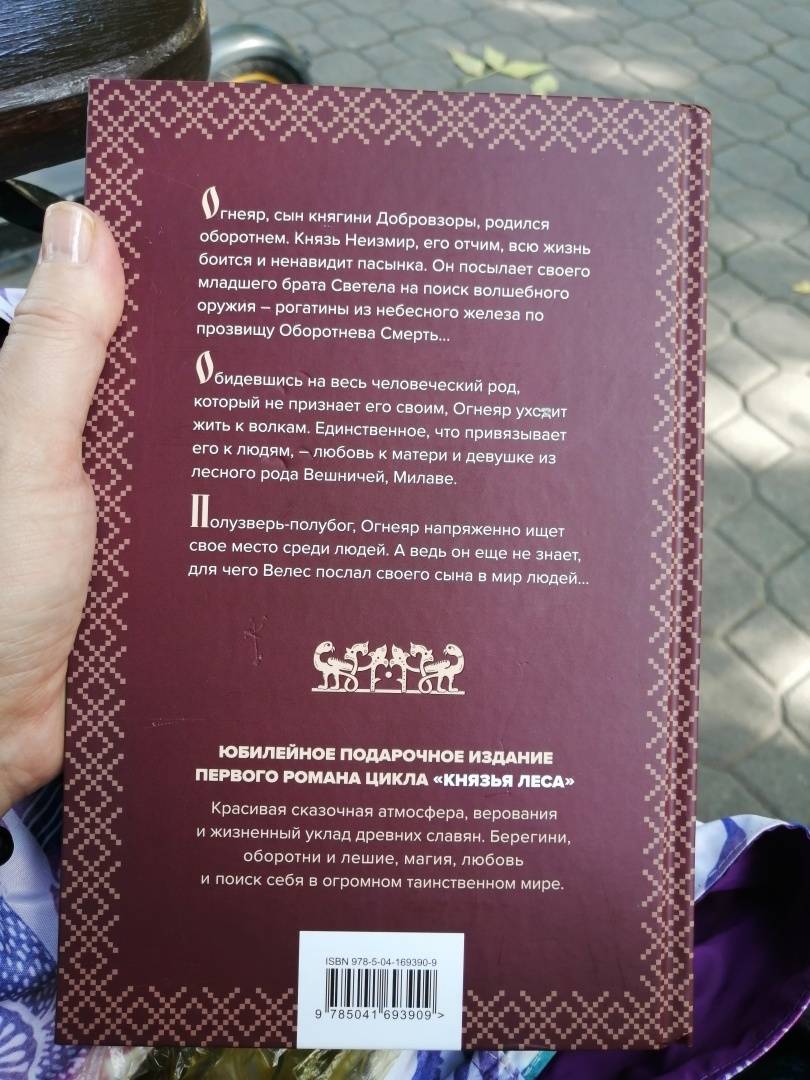 Огнеяр, сын княгини Добровзоры, родился
оборотнем. Князь Неизмир, его отчим, всю жизнь
боится и ненавидит пасынка. Он посылает своего
младшего брата Светела на поиск волшебного
оружия – рогатины из небесного железа по
прозвищу Оборотнева Смерть...
Обидевшись на весь человеческий род,
который не признает его своим, Огнеяр уходит
жить к волкам. Единственное, что привязывает
его к людям, – любовь к матери и девушке из
лесного рода Вешничей, Милаве.
Полузверь-полубог, Огнеяр напряженно ищет
свое место среди людей. А ведь он еще не знает,
для чего Велес послал своего сына в мир людей...
ЮБИЛЕЙНОЕ ПОДАРОЧНОЕ ИЗДАНИЕ
ПЕРВОГО РОМАНА ЦИКЛА «КНЯЗЬЯ ЛЕСА»
Красивая сказочная атмосфера, верования
и жизненный уклад древних славян. Берегини,
оборотни и лешие, магия, любовь
и поиск себя в огромном таинственном мире.
ISBN 978-5-04-169390-9
9 785041 693909 >